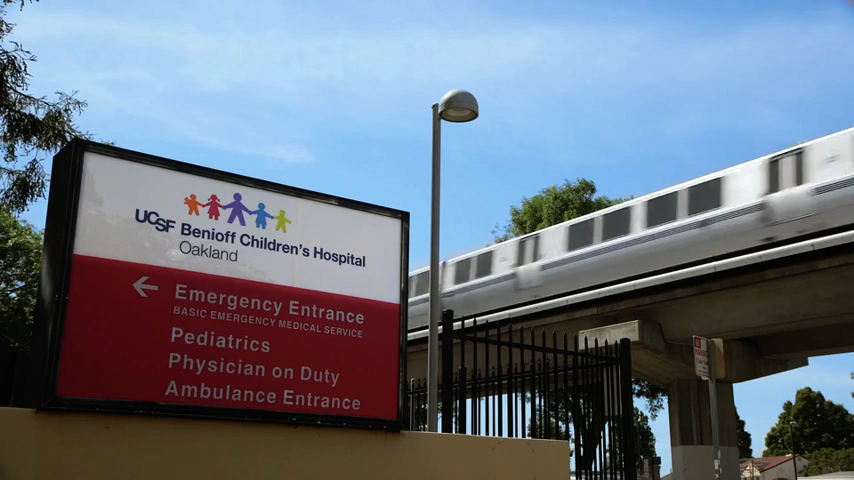 UCSF Benioff Children's Hospital
Oakland
Emergency Entrance
BASIC EMERGENCY MEDICAL SERVICE
Pediatrics
Physician on Duty
Ambulance Entrance